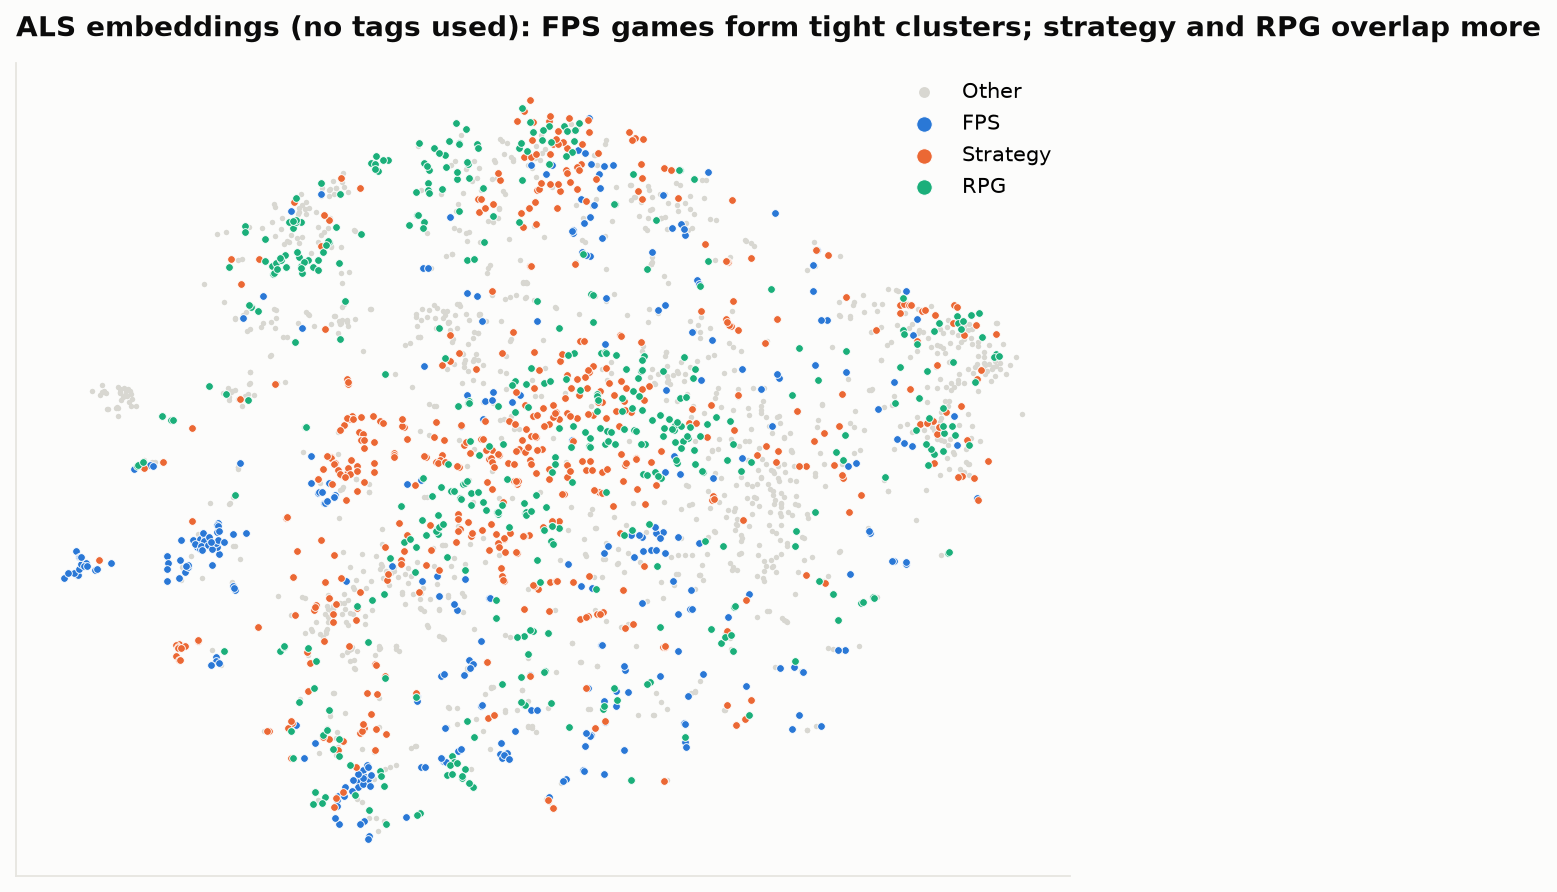 ALS embeddings (no tags used): FPS games form tight clusters; strategy and RPG overlap more
Other
FPS
Strategy
RPG